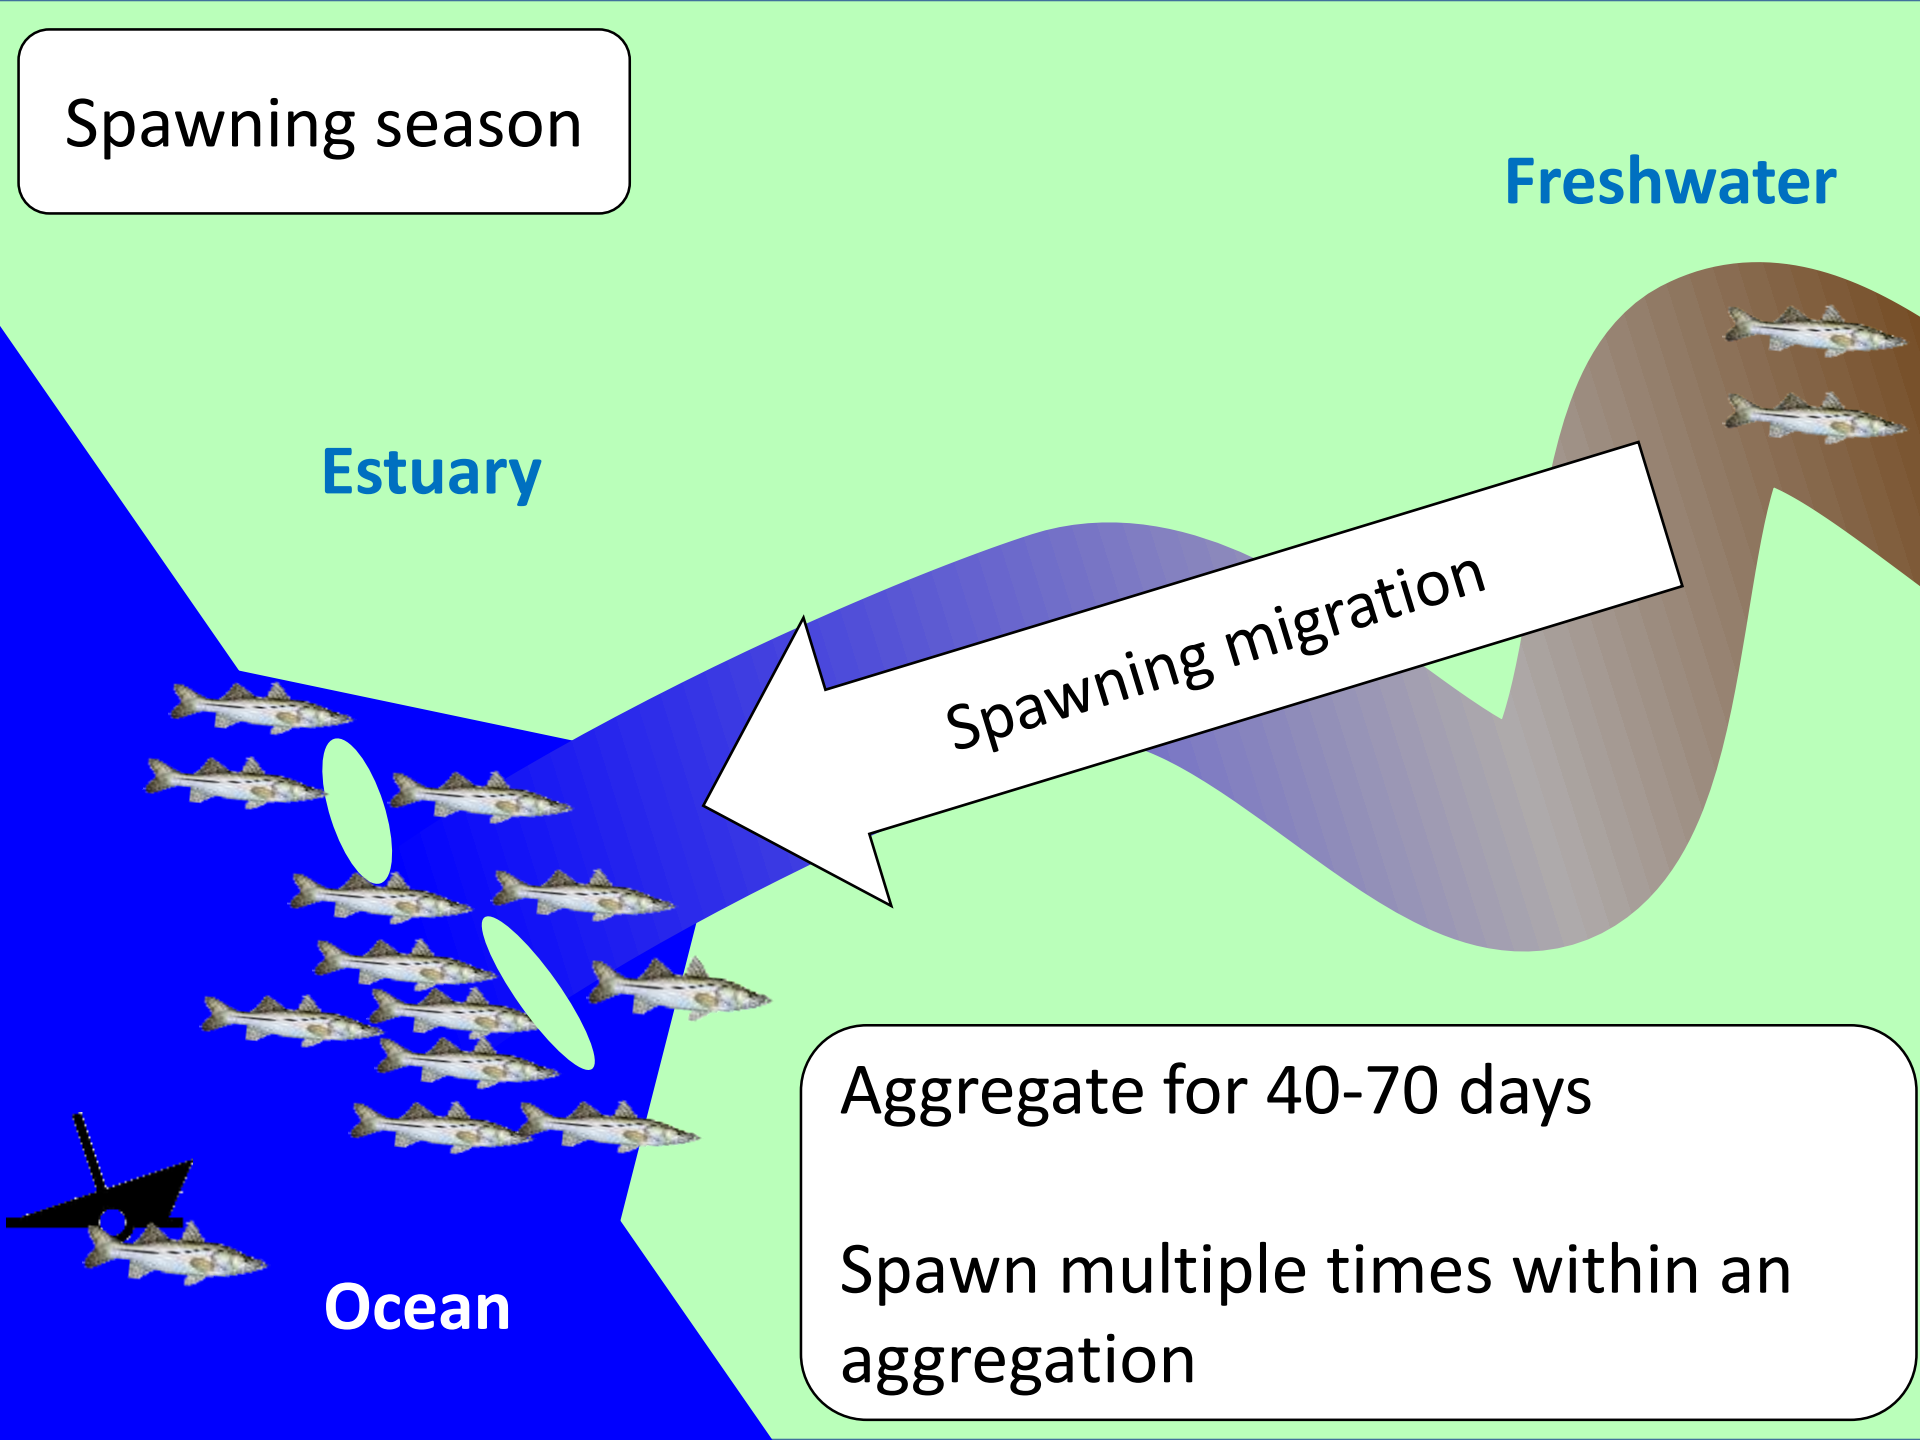 Spawning season
Freshwater
Estuary
Spawning migration
Aggregate for 40-70 days
Spawn multiple times within an
aggregation
Ocean